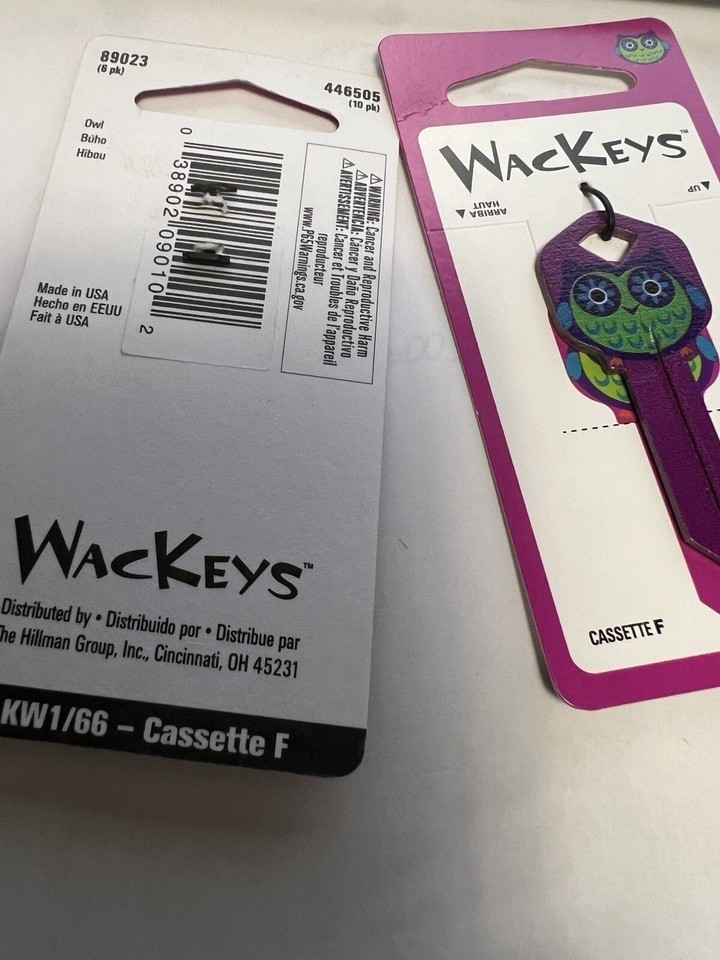 89023
(6 pk)
446505
(10 pk)
Owl
Búho
Hibou
0 38902 09010 2
⚠WARNING: Cancer and Reproductive Harm
⚠ADVERTENCIA: Cáncer y Daño Reproductivo
⚠AVERTISSEMENT: Cancer et Troubles de l'appareil
reproducteur
www.P65Warnings.ca.gov
Made in USA
Hecho en EEUU
Fait à USA
WACKEYS™
Distributed by • Distribuido por • Distribue par
The Hillman Group, Inc., Cincinnati, OH 45231
KW1/66 – Cassette F
WACKEYS™
▲ UP
ARRIBA
HAUT ▲
CASSETTE F